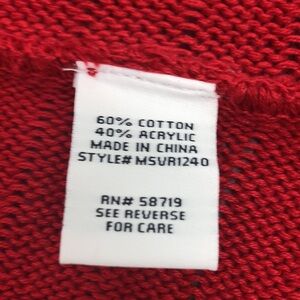 60% COTTON
40% ACRYLIC
MADE IN CHINA
STYLE# MSVR1240
RN# 58719
SEE REVERSE
FOR CARE